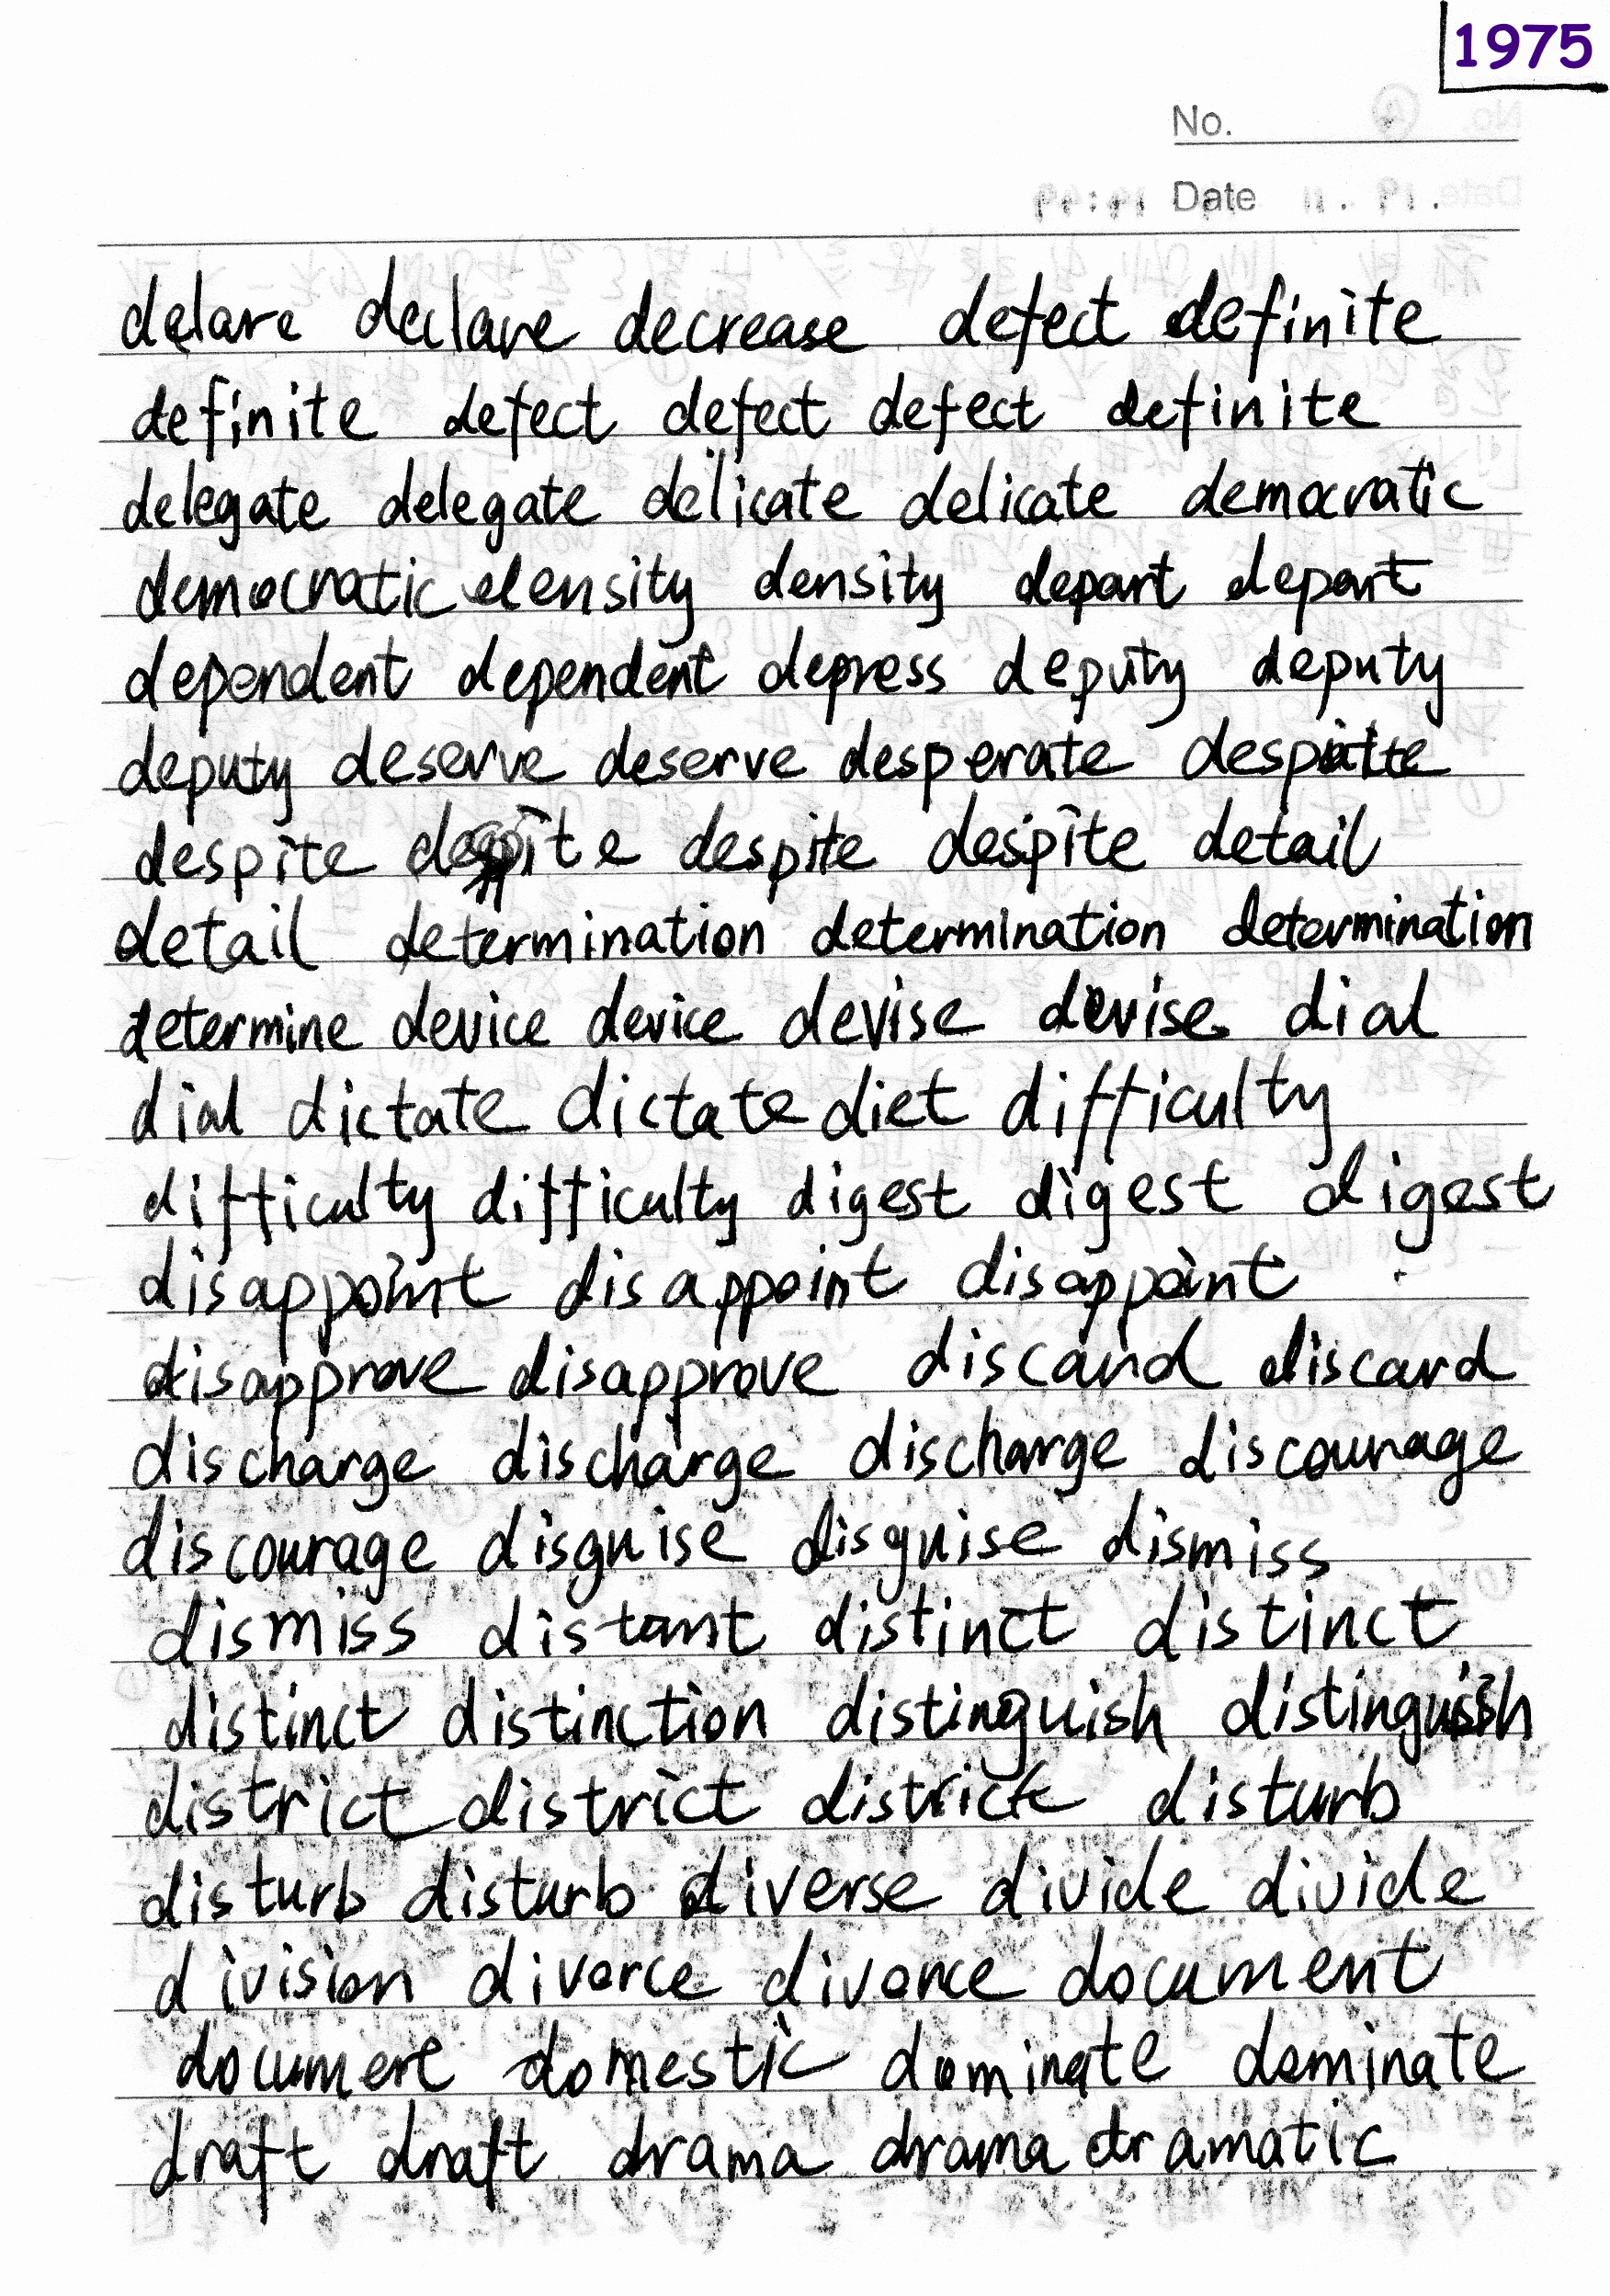 1975
No.
Date
delare declare decrease defect definite
definite defect defect defect definite
delegate delegate delicate delicate democratic
democratic density density depart depart
dependent dependent depress deputy deputy
deputy deserve deserve desperate despite
despite despite despite despite detail
detail determination determination determination
determine device device devise devise dial
dial dictate dictate diet difficulty
difficulty difficulty digest digest digest
disappoint disappoint disappoint
disapprove disapprove discard discard
discharge discharge discharge discourage
discourage disguise disguise dismiss
dismiss distant distinct distinct
distinct distinction distinguish distinguish
district district district disturb
disturb disturb diverse divide divide
division divorce divorce document
document domestic dominate dominate
draft draft drama drama dramatic